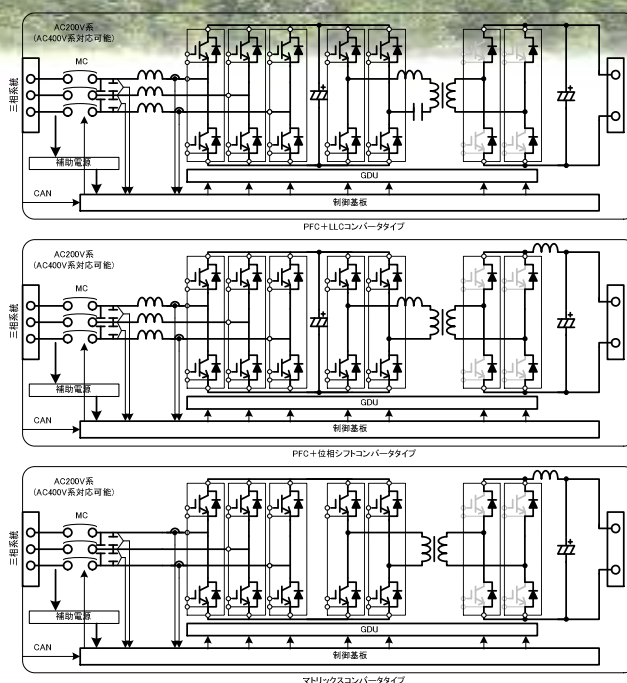 AC200V系
(AC400V系対応可能)
MC
三相系統
補助電源
GDU
CAN
制御基板
PFC+LLCコンバータタイプ
AC200V系
(AC400V系対応可能)
MC
三相系統
補助電源
GDU
CAN
制御基板
PFC+位相シフトコンバータタイプ
AC200V系
(AC400V系対応可能)
MC
三相系統
補助電源
GDU
CAN
制御基板
マトリックスコンバータタイプ